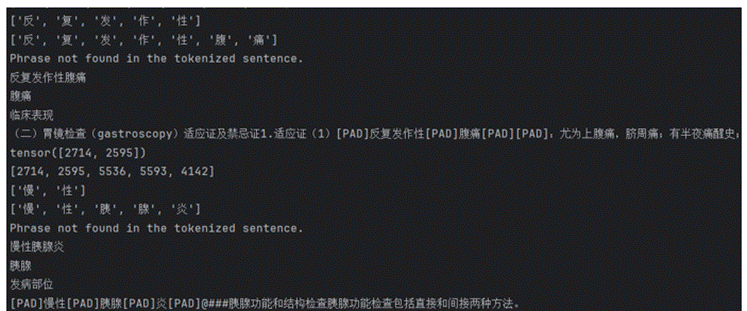 ['反', '复', '发', '作', '性']
['反', '复', '发', '作', '性', '腹', '痛']
Phrase not found in the tokenized sentence.
反复发作性腹痛
腹痛
临床表现
（二）胃镜检查（gastroscopy）适应证及禁忌证1.适应证（1）[PAD]反复发作性[PAD]腹痛[PAD][PAD]，尤为上腹痛．脐周痛；有半夜痛醒史；
tensor([2714, 2595])
[2714, 2595, 5536, 5593, 4142]
['慢', '性']
['慢', '性', '胰', '腺', '炎']
Phrase not found in the tokenized sentence.
慢性胰腺炎
胰腺
发病部位
[PAD]慢性[PAD]胰腺[PAD]炎[PAD]@###胰腺功能和结构检查胰腺功能检查包括直接和间接两种方法。